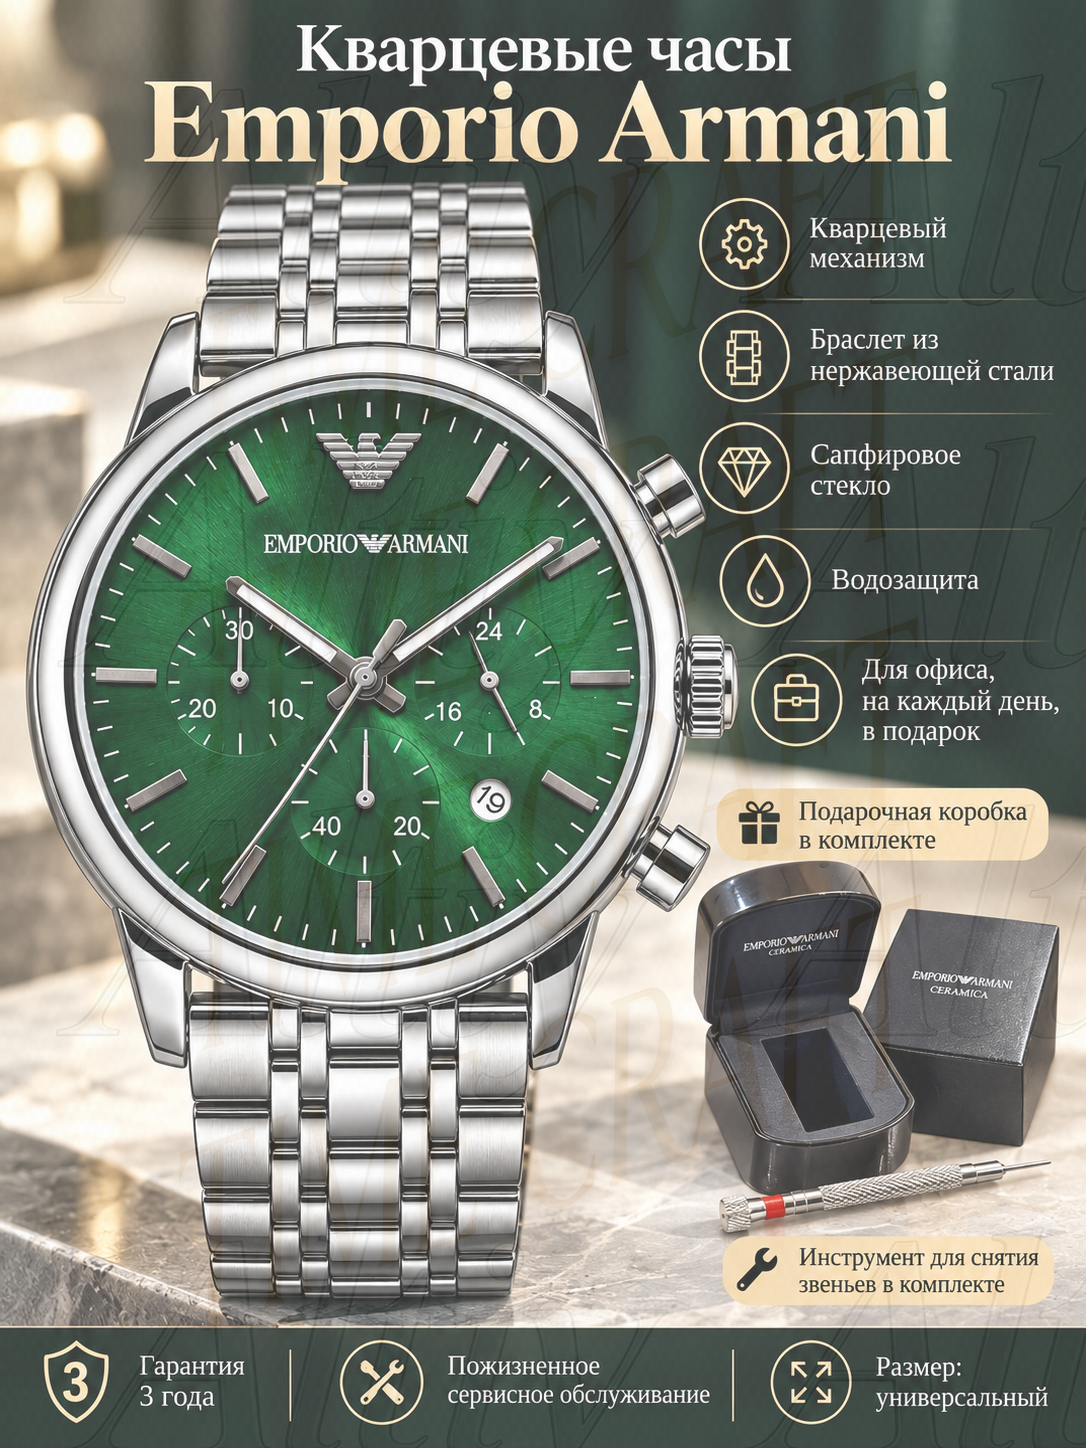 Кварцевые часы
Emporio Armani
Кварцевый
механизм
Браслет из
нержавеющей стали
Сапфировое
стекло
Водозащита
Для офиса,
на каждый день,
в подарок
EMPORIO ARMANI
30
20
10
24
16
8
40
20
19
Подарочная коробка
в комплекте
EMPORIO ARMANI
CERAMICA
EMPORIO ARMANI
CERAMICA
Инструмент для снятия
звеньев в комплекте
3
Гарантия
3 года
Пожизненное
сервисное обслуживание
Размер:
универсальный